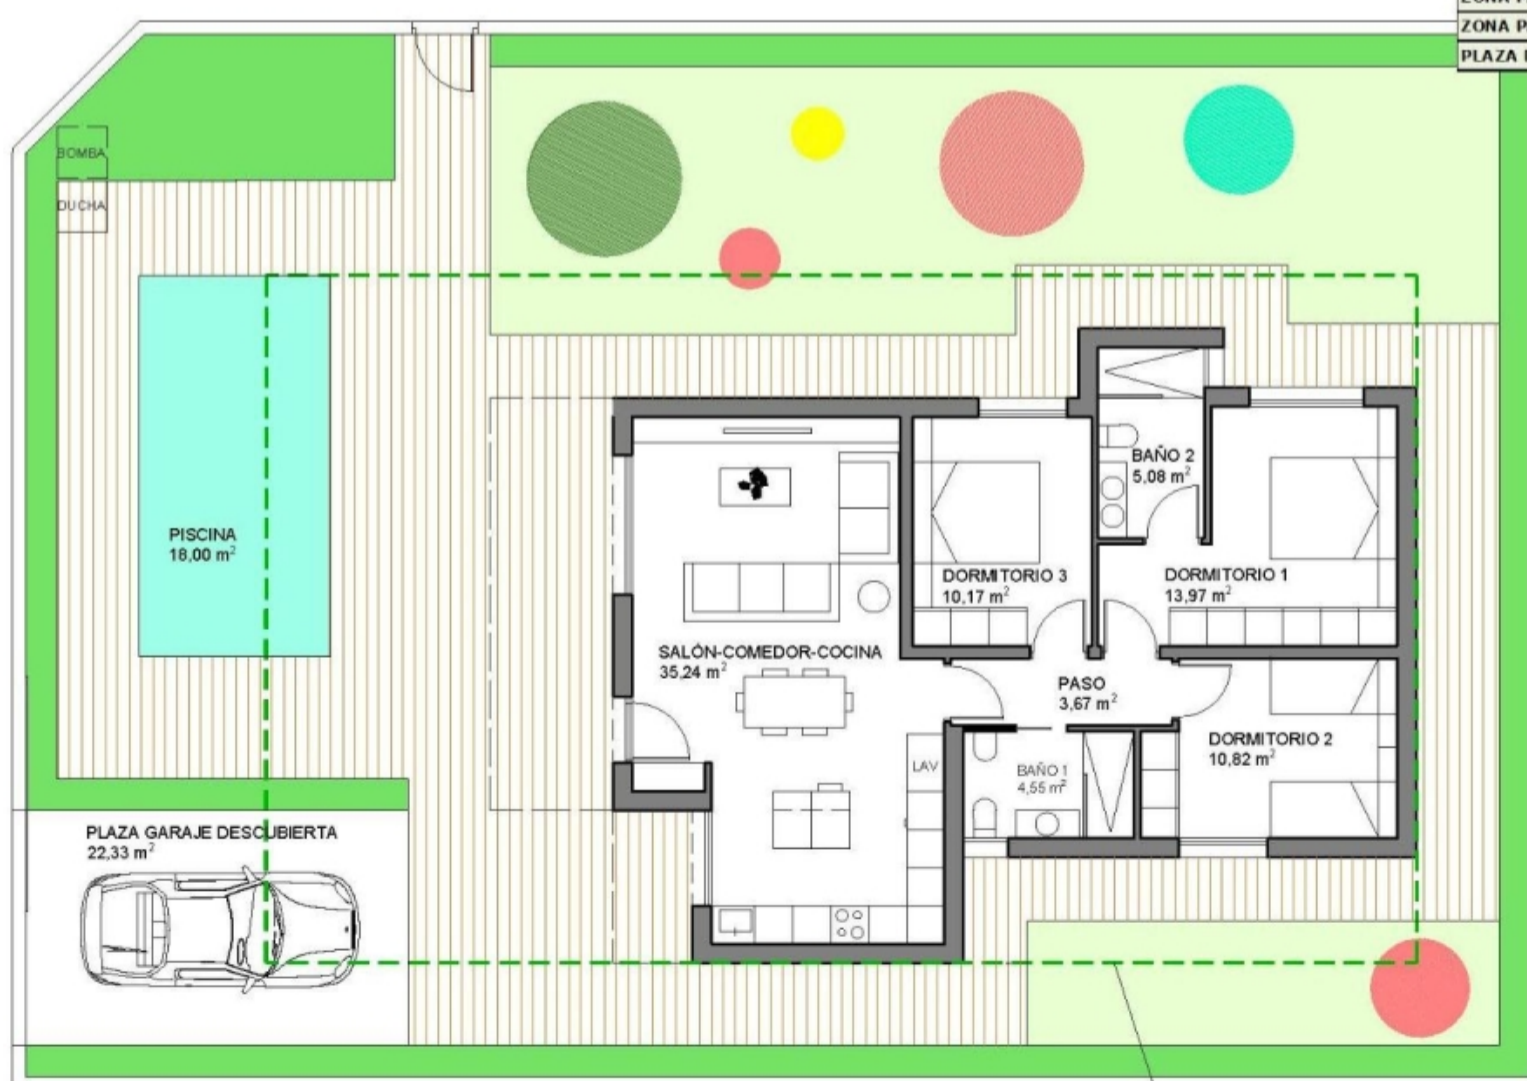 ZONA P
PLAZA
BOMBA
DUCHA
PISCINA
18,00 m²
BAÑO 2
5,08 m²
DORMITORIO 3
10,17 m²
DORMITORIO 1
13,97 m²
SALÓN-COMEDOR-COCINA
35,24 m²
PASO
3,67 m²
DORMITORIO 2
10,82 m²
LAV
BAÑO 1
4,55 m²
PLAZA GARAJE DESCUBIERTA
22,33 m²